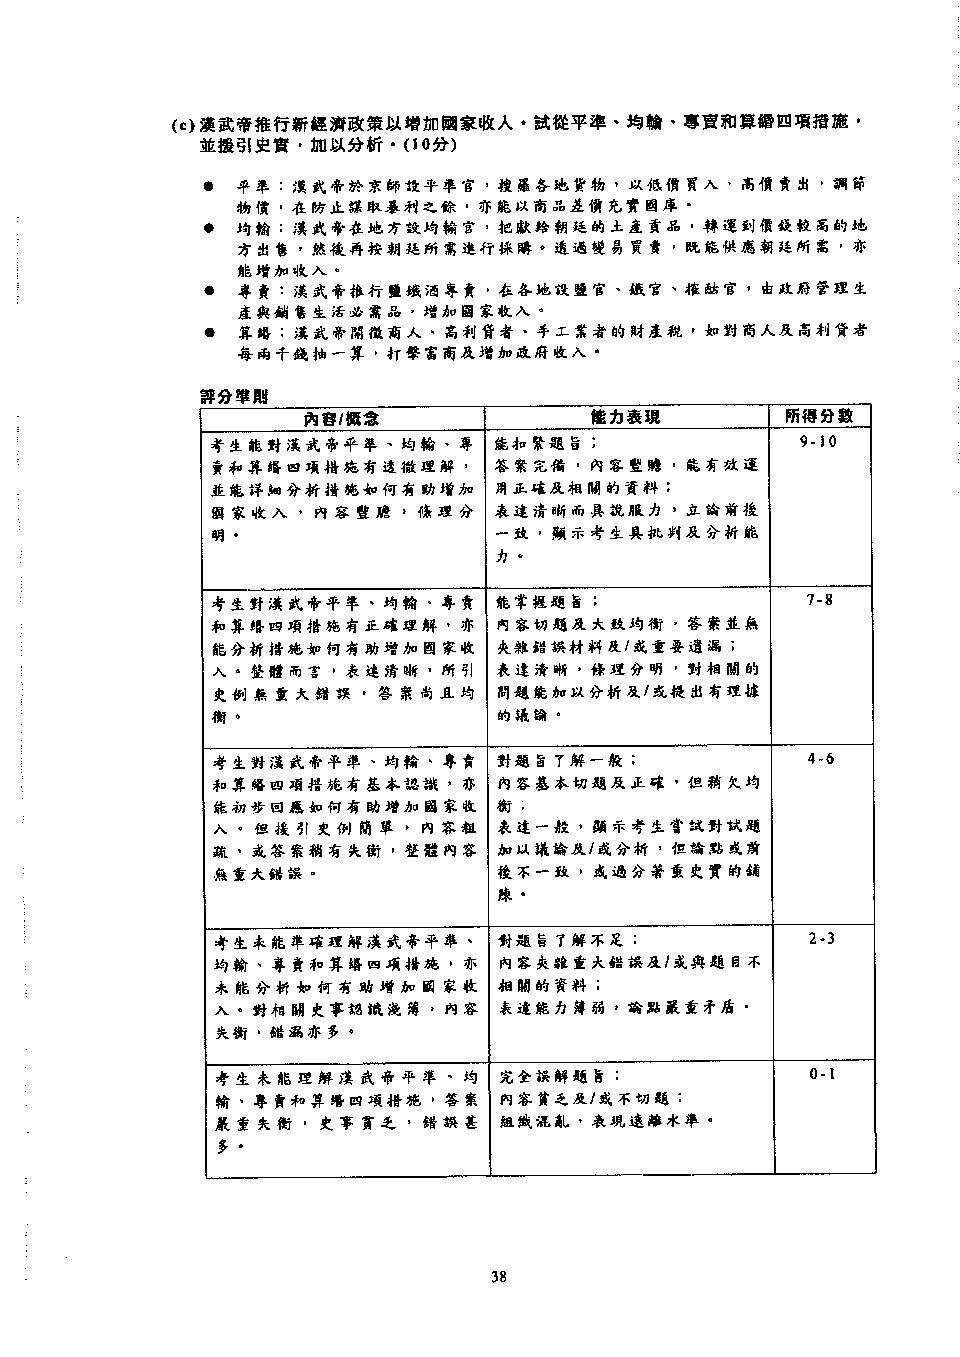 (c)漢武帝推行新經濟政策以增加國家收入。試從平準、均輸、專賣和算緡四項措施，
並援引史實，加以分析。(10分)
● 平準：漢武帝於京師設平準官，搜羅各地貨物，以低價買入、高價賣出，調節
物價，在防止謀取暴利之餘，亦能以商品差價充實國庫。
● 均輸：漢武帝在地方設均輸官，把獻給朝廷的土產貢品，轉運到價錢較高的地
方出售，然後再按朝廷所需進行採購。透過變易買賣，既能供應朝廷所需，亦
能增加收入。
● 專賣：漢武帝推行鹽鐵酒專賣，在各地設鹽官、鐵官、搉酤官，由政府管理生
產與銷售生活必需品，增加國家收入。
● 算緡：漢武帝開徵商人、高利貸者、手工業者的財產稅，如對商人及高利貸者
每兩千錢抽一算，打擊富商及增加政府收入。
評分準則
內容/概念 能力表現 所得分數
考生能對漢武帝平準、均輸、專
賣和算緡四項措施有透徹理解，
並能詳細分析措施如何有助增加
國家收入，內容豐贍，條理分
明。
能扣緊題旨；
答案完備，內容豐贍，能有效運
用正確及相關的資料；
表達清晰而具說服力，立論前後
一致，顯示考生具批判及分析能
力。
9-10
考生對漢武帝平準、均輸、專賣
和算緡四項措施有正確理解，亦
能分析措施如何有助增加國家收
入。整體而言，表達清晰，所引
史例無重大錯誤，答案尚且均
衡。
能掌握題旨；
內容切題及大致均衡，答案並無
夾雜錯誤材料及/或重要遺漏；
表達清晰，條理分明，對相關的
問題能加以分析及/或提出有理據
的議論。
7-8
考生對漢武帝平準、均輸、專賣
和算緡四項措施有基本認識，亦
能初步回應如何有助增加國家收
入。但援引史例簡單，內容粗
疏，或答案稍有失衡，整體內容
無重大錯誤。
對題旨了解一般；
內容基本切題及正確，但稍欠均
衡；
表達一般，顯示考生嘗試對試題
加以議論及/或分析，但論點或前
後不一致，或過分著重史實的鋪
陳。
4-6
考生未能準確理解漢武帝平準、
均輸、專賣和算緡四項措施，亦
未能分析如何有助增加國家收
入。對相關史事認識淺薄，內容
失衡，錯漏亦多。
對題旨了解不足；
內容夾雜重大錯誤及/或與題目不
相關的資料；
表達能力薄弱，論點嚴重矛盾。
2-3
考生未能理解漢武帝平準、均
輸、專賣和算緡四項措施，答案
嚴重失衡，史事貧乏，錯誤甚
多。
完全誤解題旨；
內容貧乏及/或不切題；
組織混亂，表現遠離水準。
0-1
38